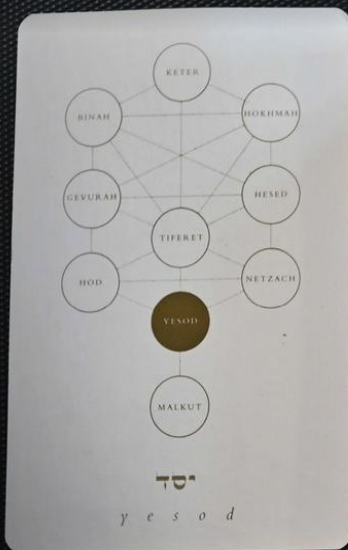 KETER
BINAH
HOKHMAH
GEVURAH
HESED
TIFERET
HOD
NETZACH
YESOD
MALKUT
יסד
yesod